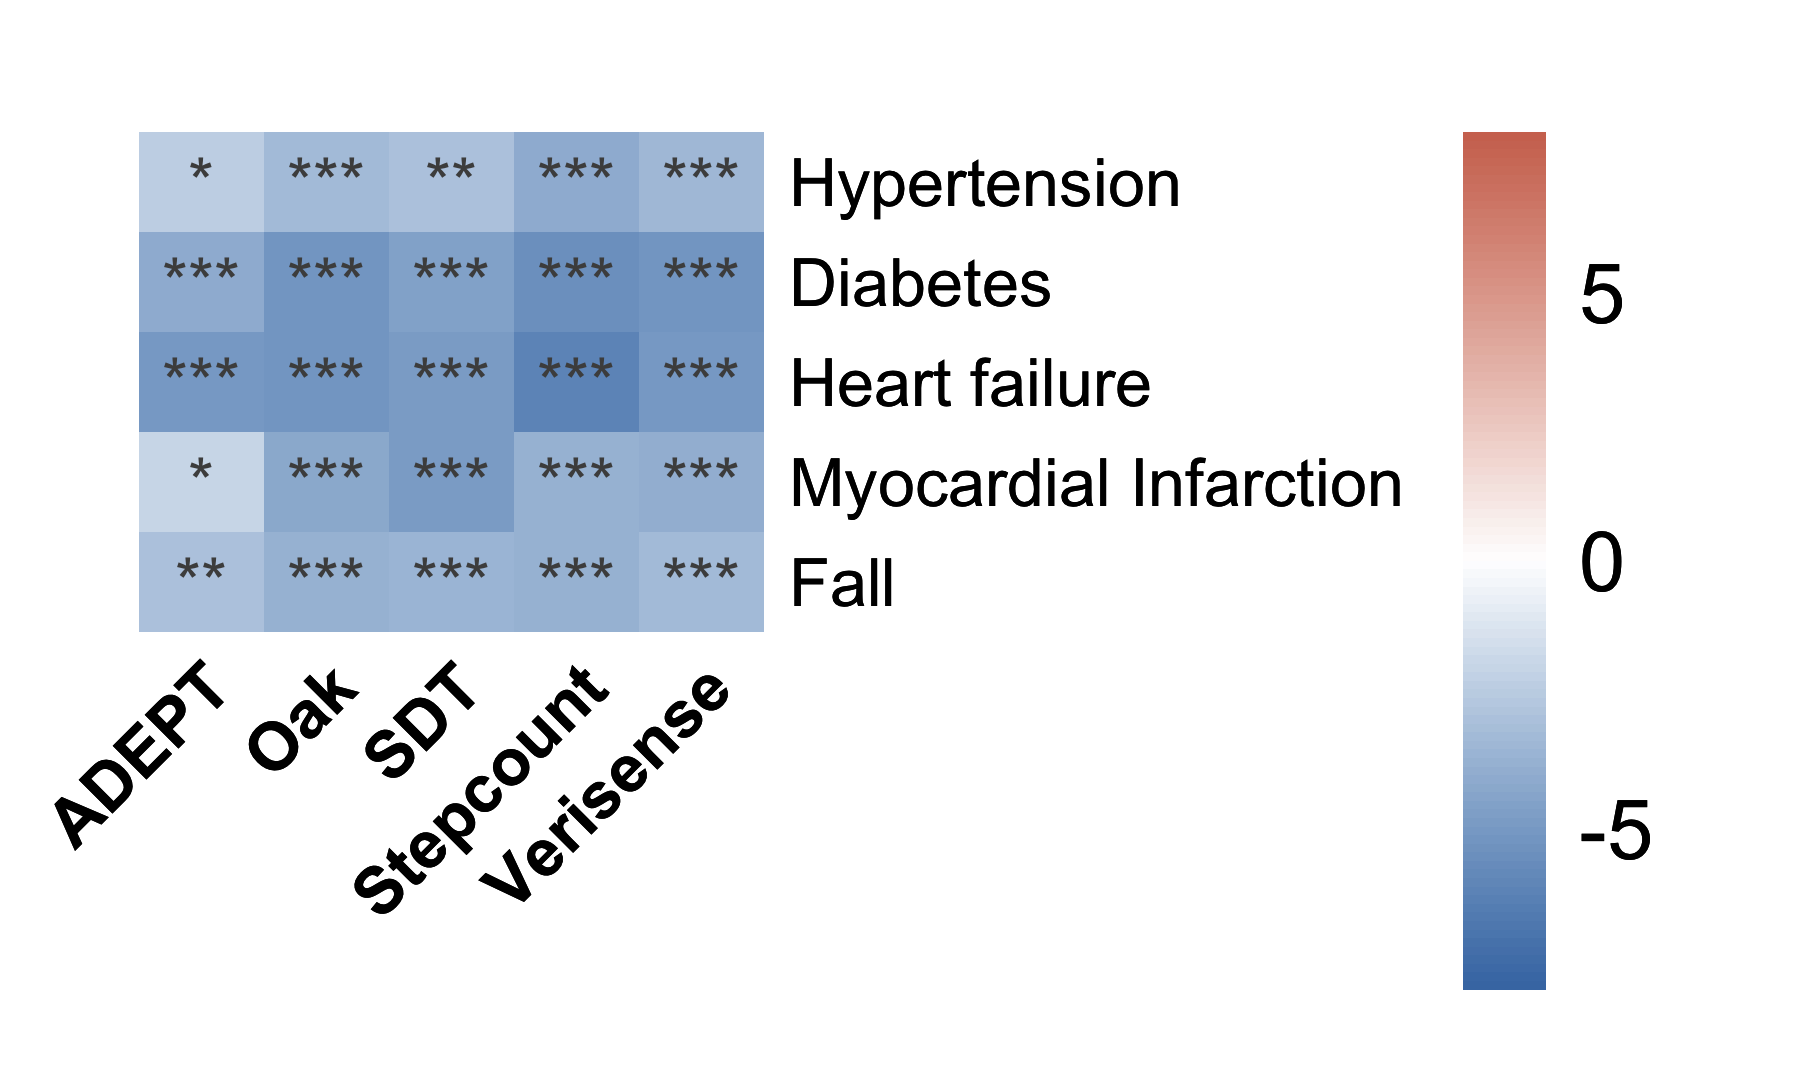 * *** ** *** *** Hypertension
*** *** *** *** *** Diabetes
*** *** *** *** *** Heart failure
* *** *** *** *** Myocardial Infarction
** *** *** *** *** Fall
ADEPT
Oak
SDT
Stepcount
Verisense
5
0
-5